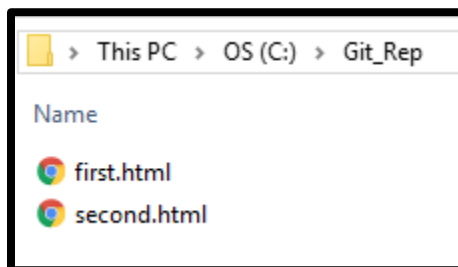 > This PC > OS (C:) > Git_Rep
Name
first.html
second.html